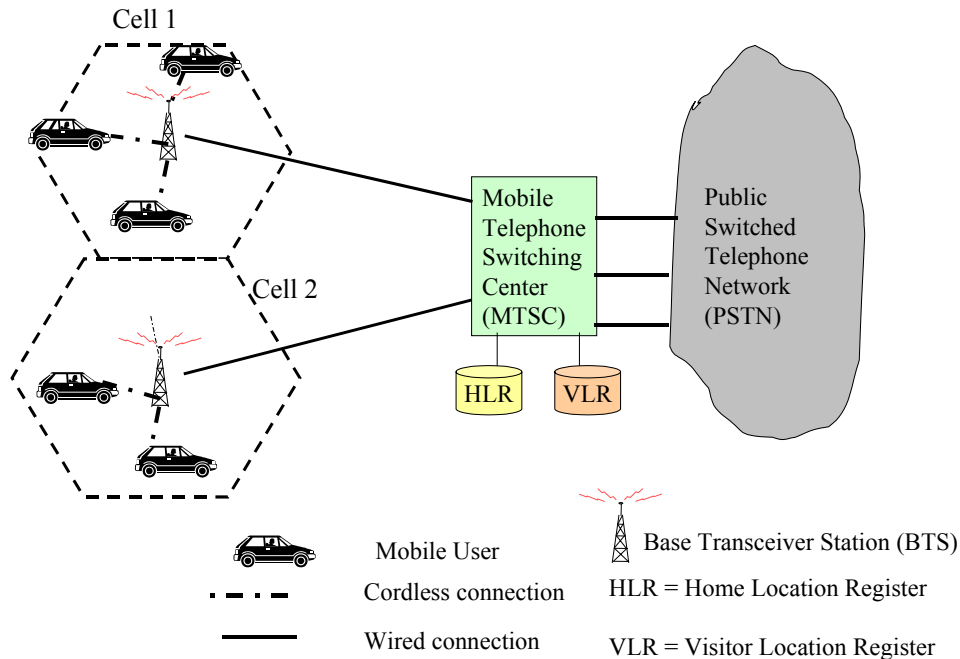 Cell 1
Cell 2
Mobile
Telephone
Switching
Center
(MTSC)
Public
Switched
Telephone
Network
(PSTN)
HLR
VLR
Mobile User
Cordless connection
Wired connection
Base Transceiver Station (BTS)
HLR = Home Location Register
VLR = Visitor Location Register